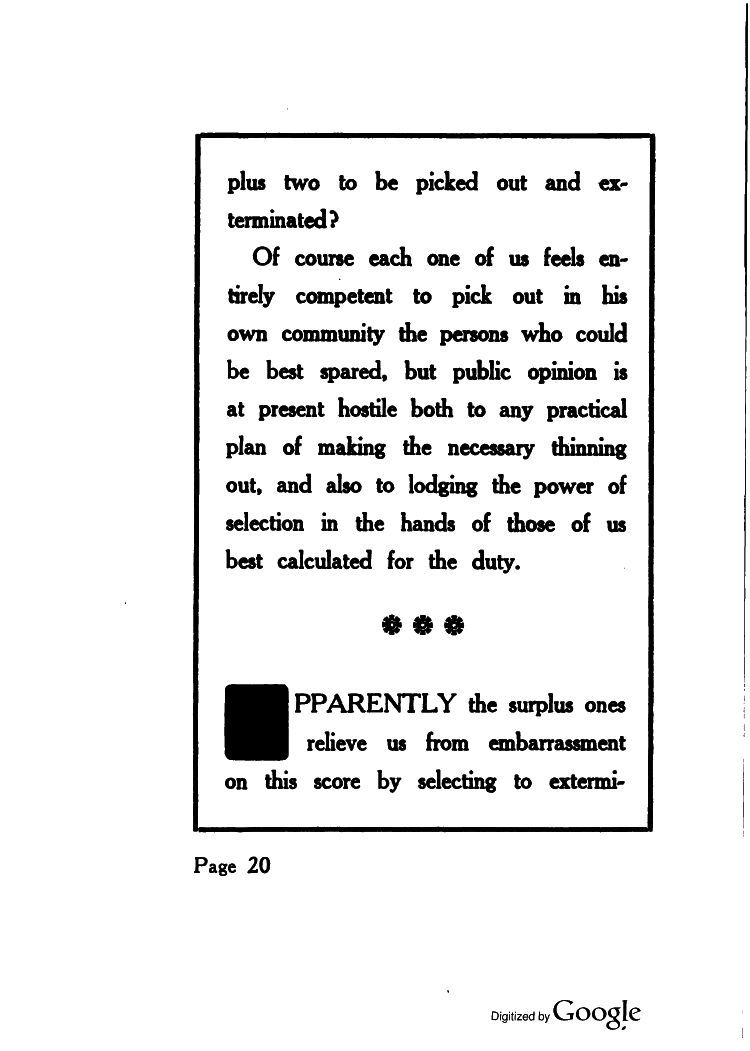 plus two to be picked out and ex-
terminated?
Of course each one of us feels en-
tirely competent to pick out in his
own community the persons who could
be best spared, but public opinion is
at present hostile both to any practical
plan of making the necessary thinning
out, and also to lodging the power of
selection in the hands of those of us
best calculated for the duty.
PPARENTLY the surplus ones
relieve us from embarrassment
on this score by selecting to extermi-
Page 20
Digitized by Google